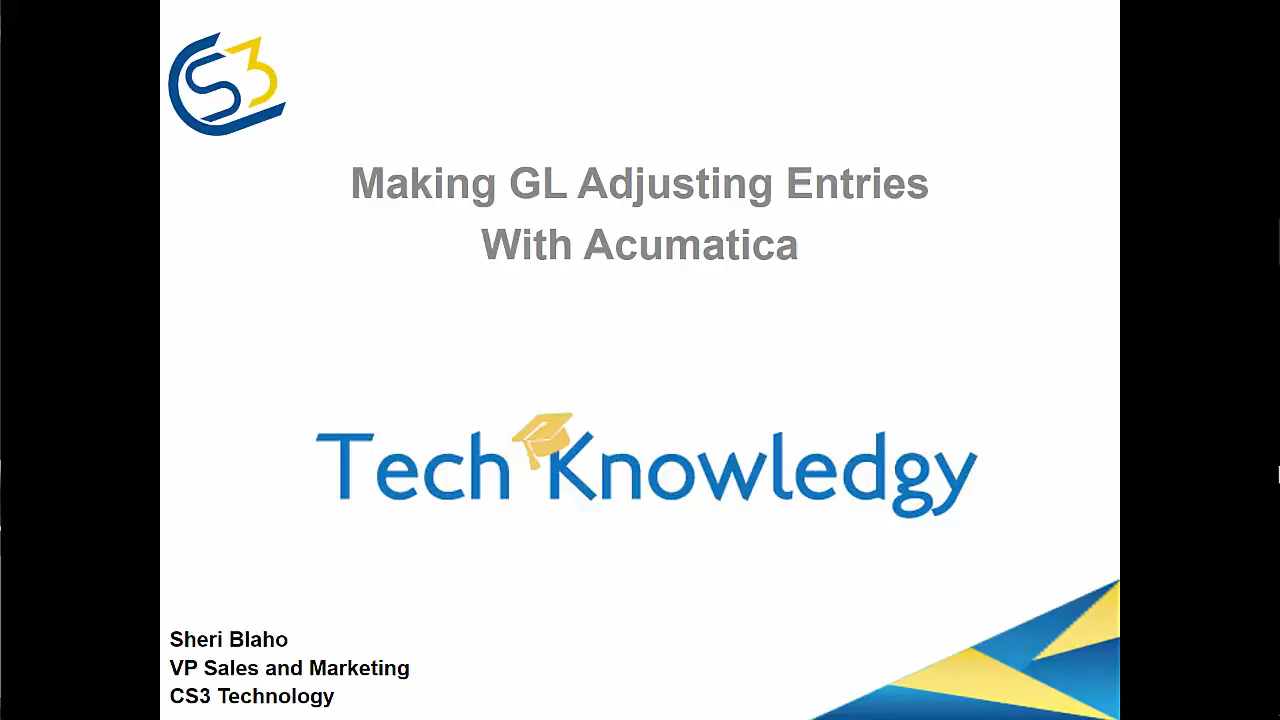 CS3
Making GL Adjusting Entries
With Acumatica
Tech Knowledgy
Sheri Blaho
VP Sales and Marketing
CS3 Technology